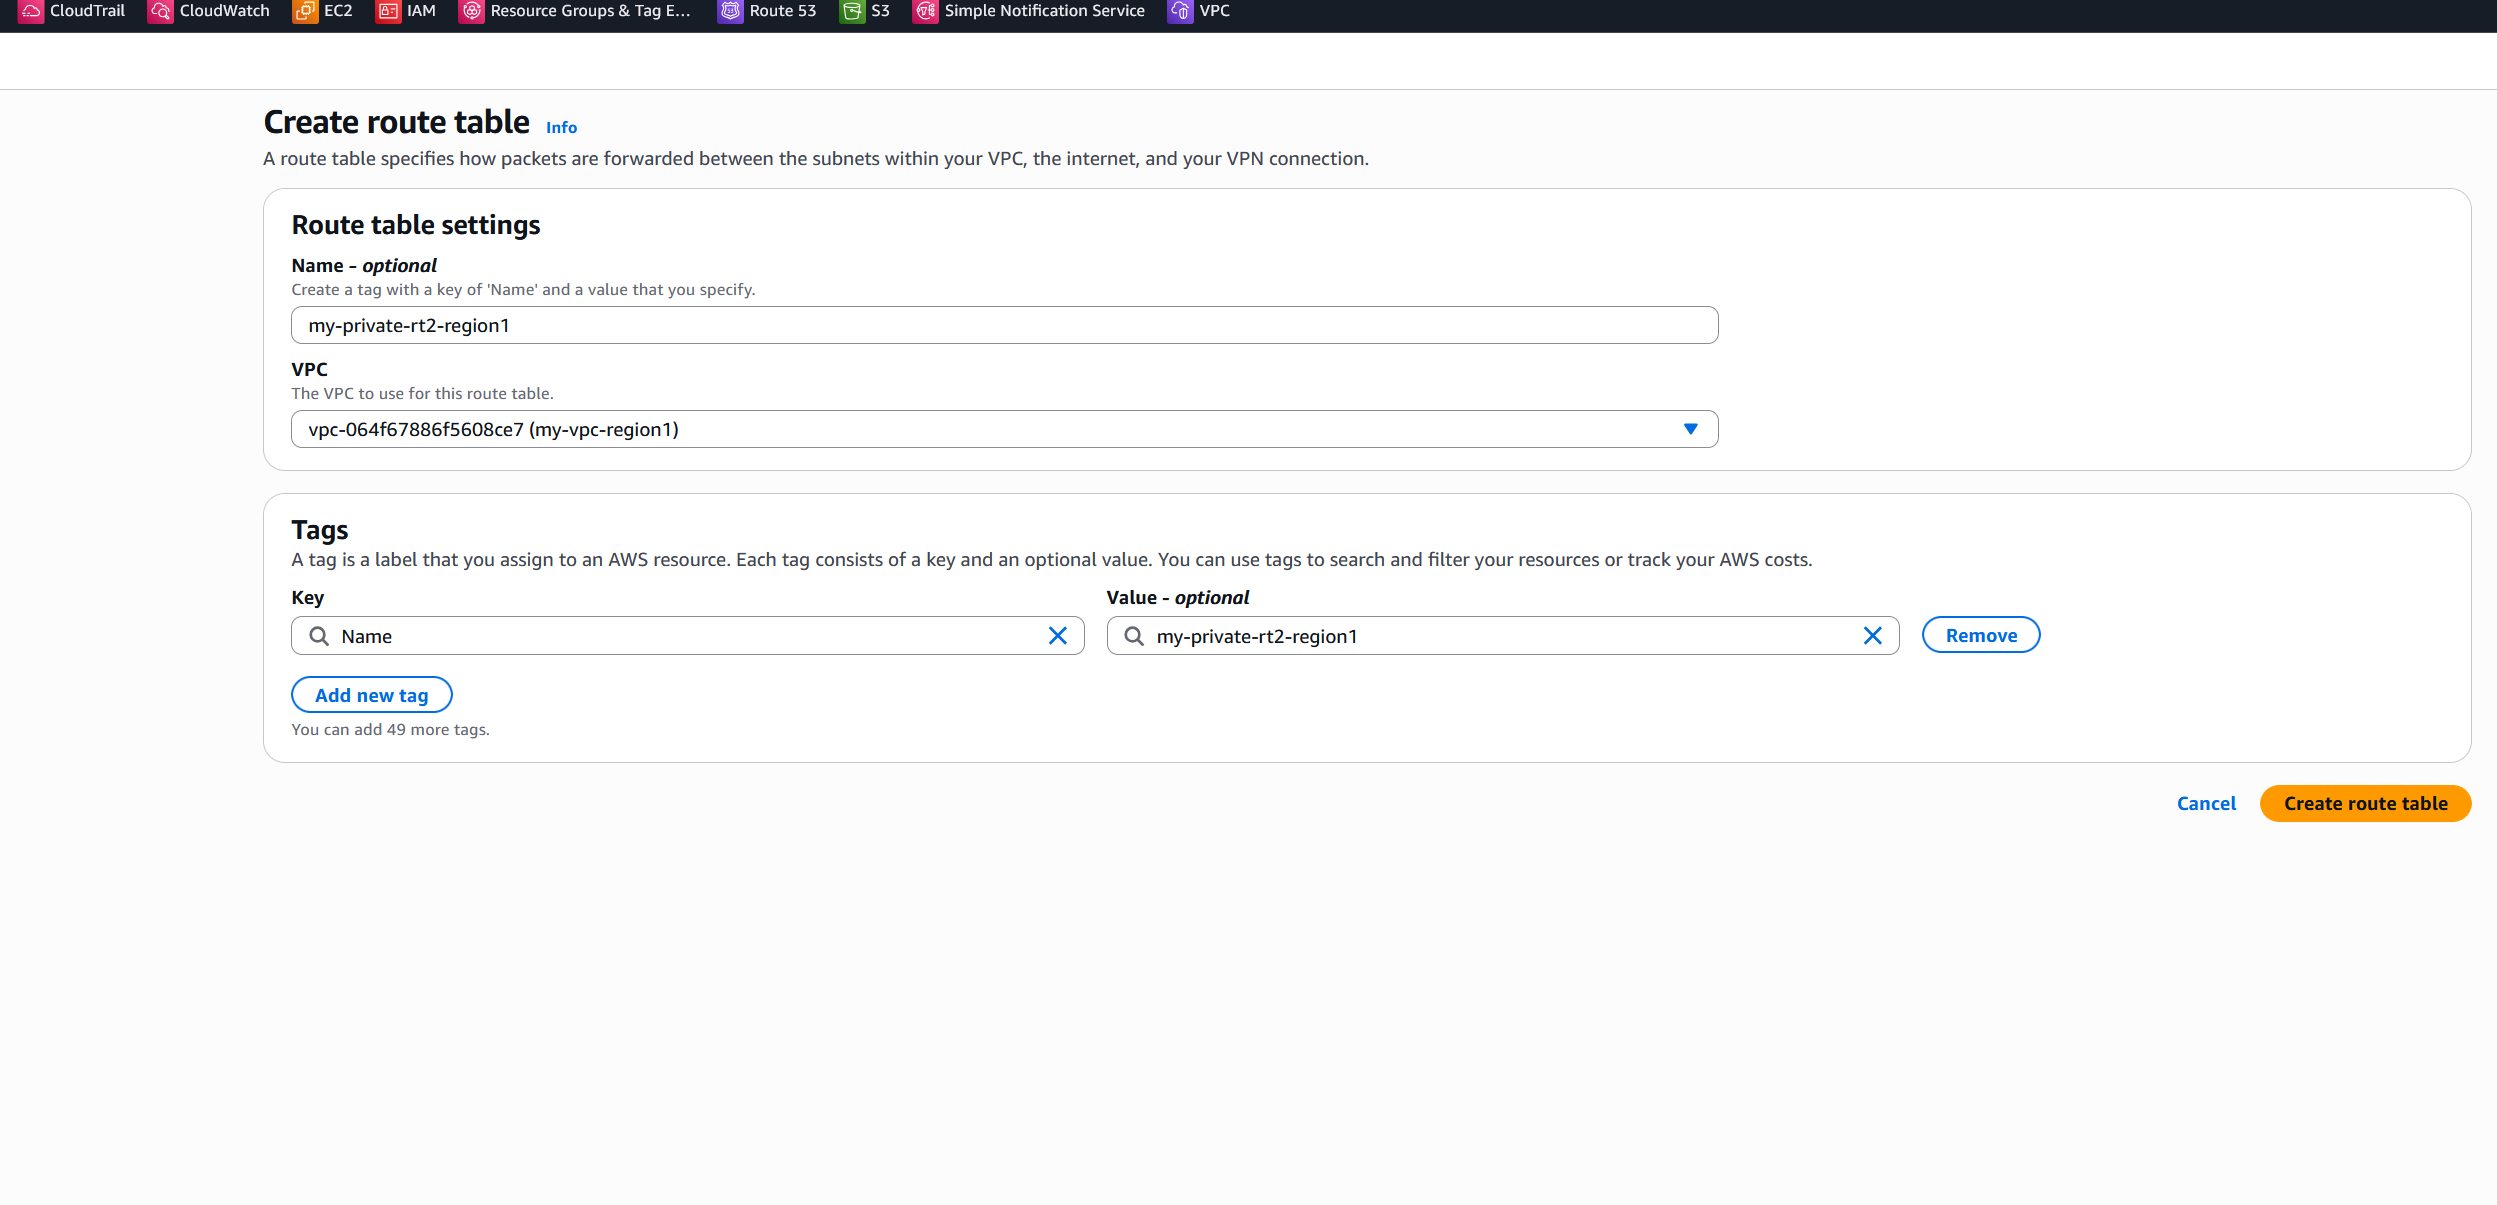 CloudTrail CloudWatch EC2 IAM Resource Groups & Tag E... Route 53 S3 Simple Notification Service VPC
Create route table Info
A route table specifies how packets are forwarded between the subnets within your VPC, the internet, and your VPN connection.
Route table settings
Name - optional
Create a tag with a key of 'Name' and a value that you specify.
my-private-rt2-region1
VPC
The VPC to use for this route table.
vpc-064f67886f5608ce7 (my-vpc-region1)
Tags
A tag is a label that you assign to an AWS resource. Each tag consists of a key and an optional value. You can use tags to search and filter your resources or track your AWS costs.
Key Value - optional
Name my-private-rt2-region1 Remove
Add new tag
You can add 49 more tags.
Cancel Create route table